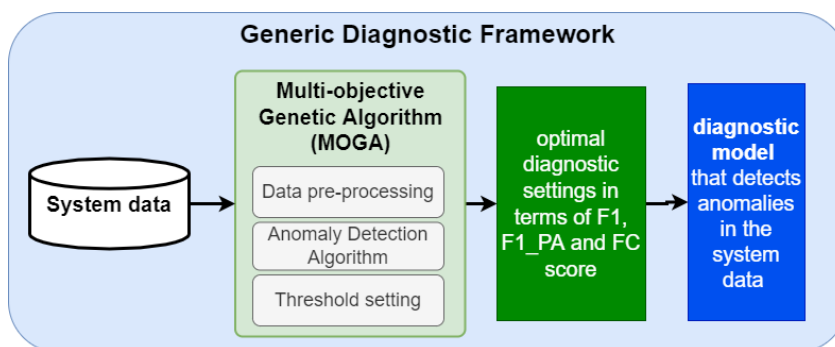 Generic Diagnostic Framework
System data
Multi-objective
Genetic Algorithm
(MOGA)
Data pre-processing
Anomaly Detection
Algorithm
Threshold setting
optimal
diagnostic
settings in
terms of F1,
F1_PA and FC
score
diagnostic
model
that detects
anomalies
in the
system
data